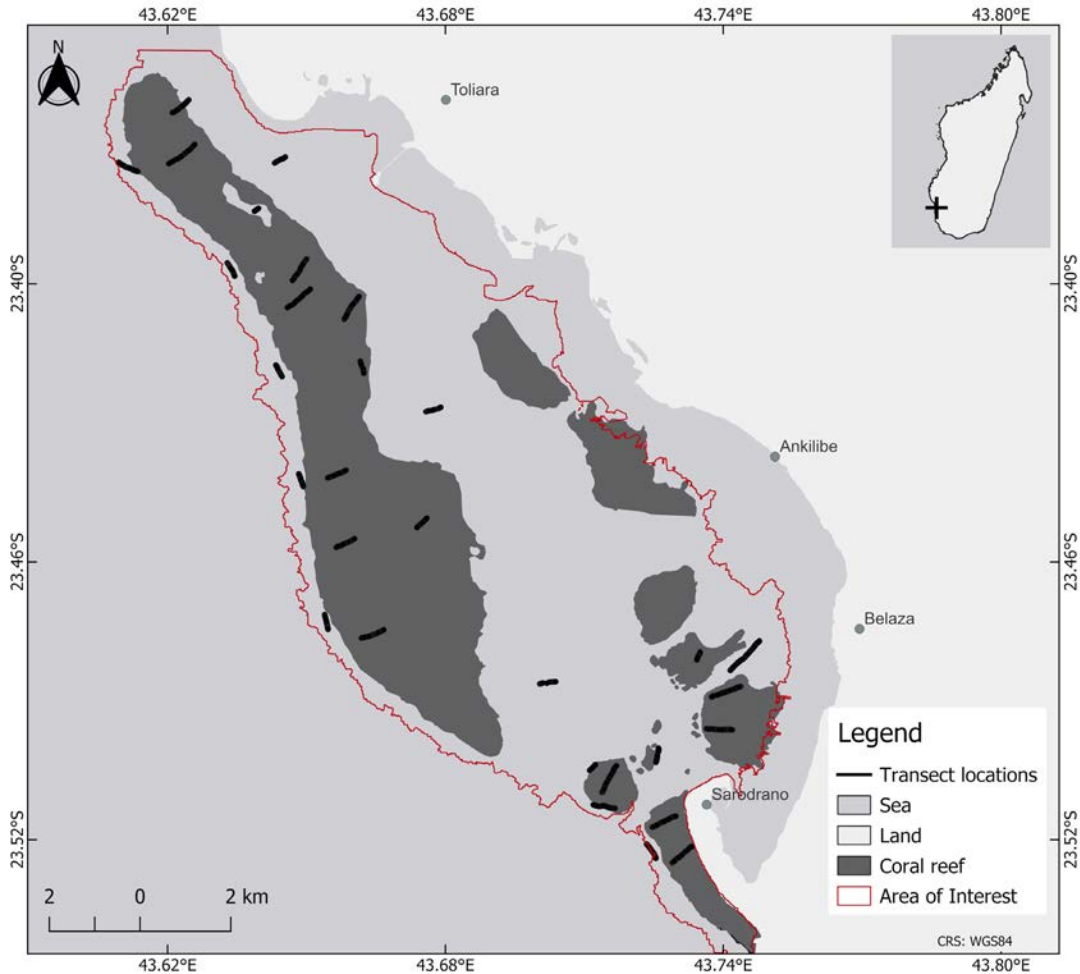 43.62°E 43.68°E 43.74°E 43.80°E
N
Toliara
23.40°S 23.40°S
Ankilibe
23.46°S 23.46°S
Belaza
Legend
Transect locations
Sea
Land
Coral reef
Area of Interest
Sarodrano
23.52°S 23.52°S
2 0 2 km
CRS: WGS84
43.62°E 43.68°E 43.74°E 43.80°E